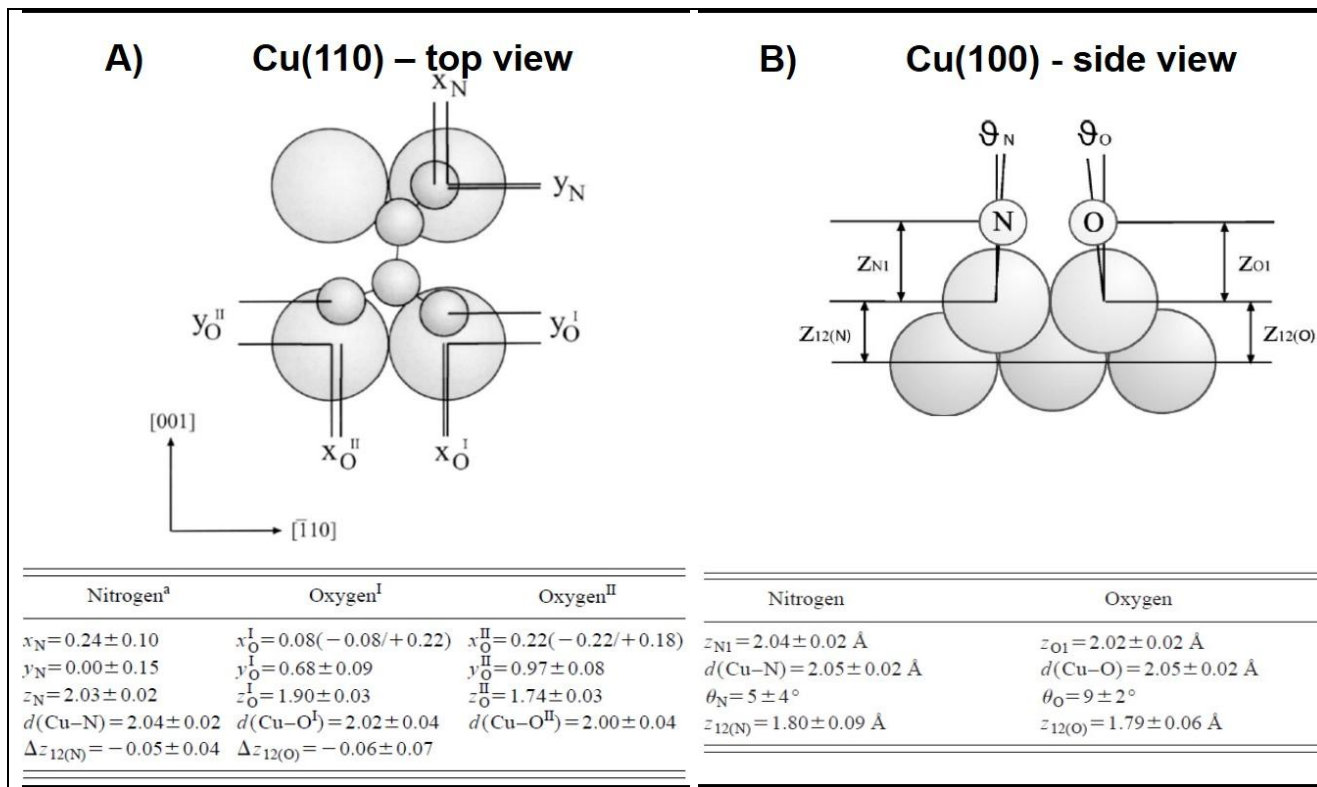 A) Cu(110) – top view
x_N
y_N
y_O^II
y_O^I
x_O^II x_O^I
[001]
[1̄10]
Nitrogen^a Oxygen^I Oxygen^II
x_N=0.24±0.10 x_O^I=0.08(−0.08/+0.22) x_O^II=0.22(−0.22/+0.18)
y_N=0.00±0.15 y_O^I=0.68±0.09 y_O^II=0.97±0.08
z_N=2.03±0.02 z_O^I=1.90±0.03 z_O^II=1.74±0.03
d(Cu–N)=2.04±0.02 d(Cu–O^I)=2.02±0.04 d(Cu–O^II)=2.00±0.04
Δz_12(N)=−0.05±0.04 Δz_12(O)=−0.06±0.07
B) Cu(100) - side view
ϑ_N ϑ_O
N O
z_N1 z_O1
z_12(N) z_12(O)
Nitrogen Oxygen
z_N1=2.04±0.02 Å z_O1=2.02±0.02 Å
d(Cu–N)=2.05±0.02 Å d(Cu–O)=2.05±0.02 Å
θ_N=5±4° θ_O=9±2°
z_12(N)=1.80±0.09 Å z_12(O)=1.79±0.06 Å